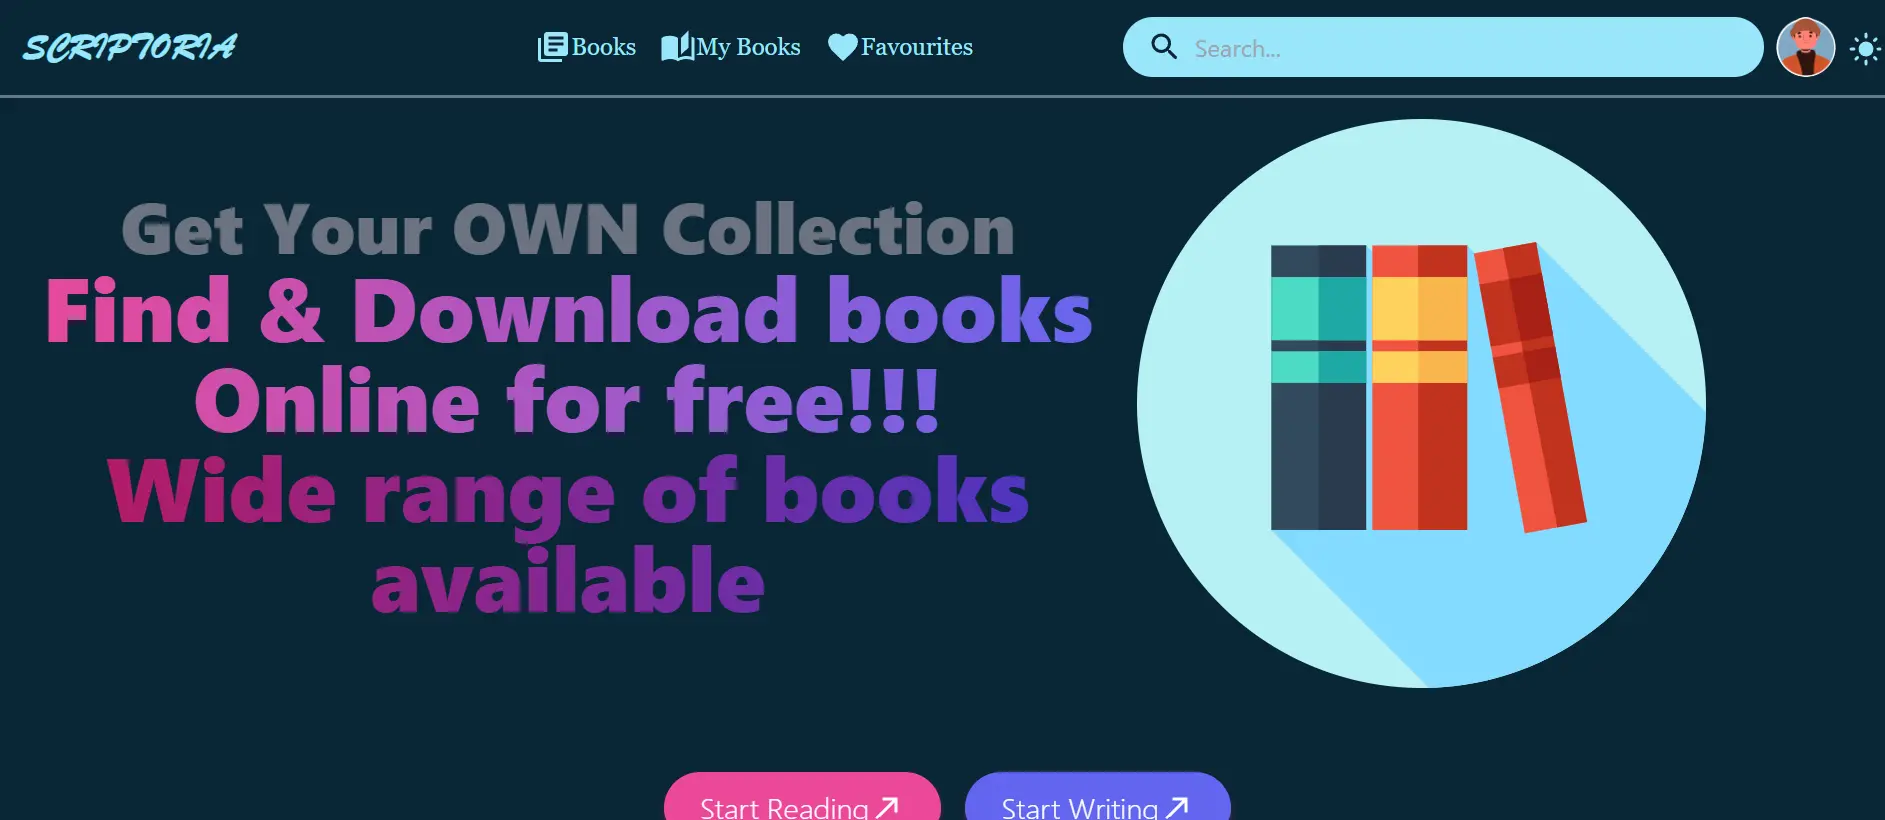 SCRIPTORIA
Books
My Books
Favourites
Search...
Get Your OWN Collection
Find & Download books
Online for free!!!
Wide range of books
available
Start Reading
Start Writing